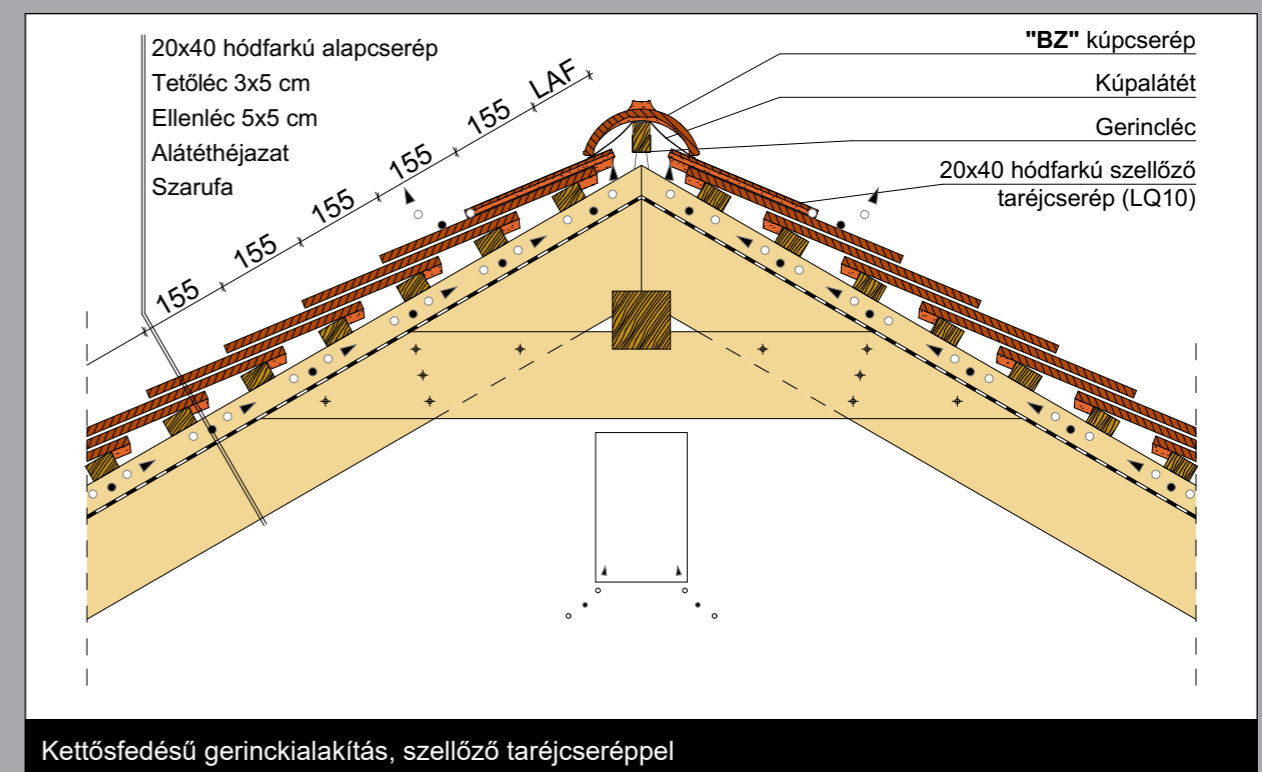 20x40 hódfarkú alapcserép
Tetőléc 3x5 cm
Ellenléc 5x5 cm
Alátéthéjazat
Szarufa
155
155
155
155
155
LAF
"BZ" kúpcserép
Kúpalátét
Gerincléc
20x40 hódfarkú szellőző
taréjcserép (LQ10)
Kettősfedésű gerinckialakítás, szellőző taréjcseréppel